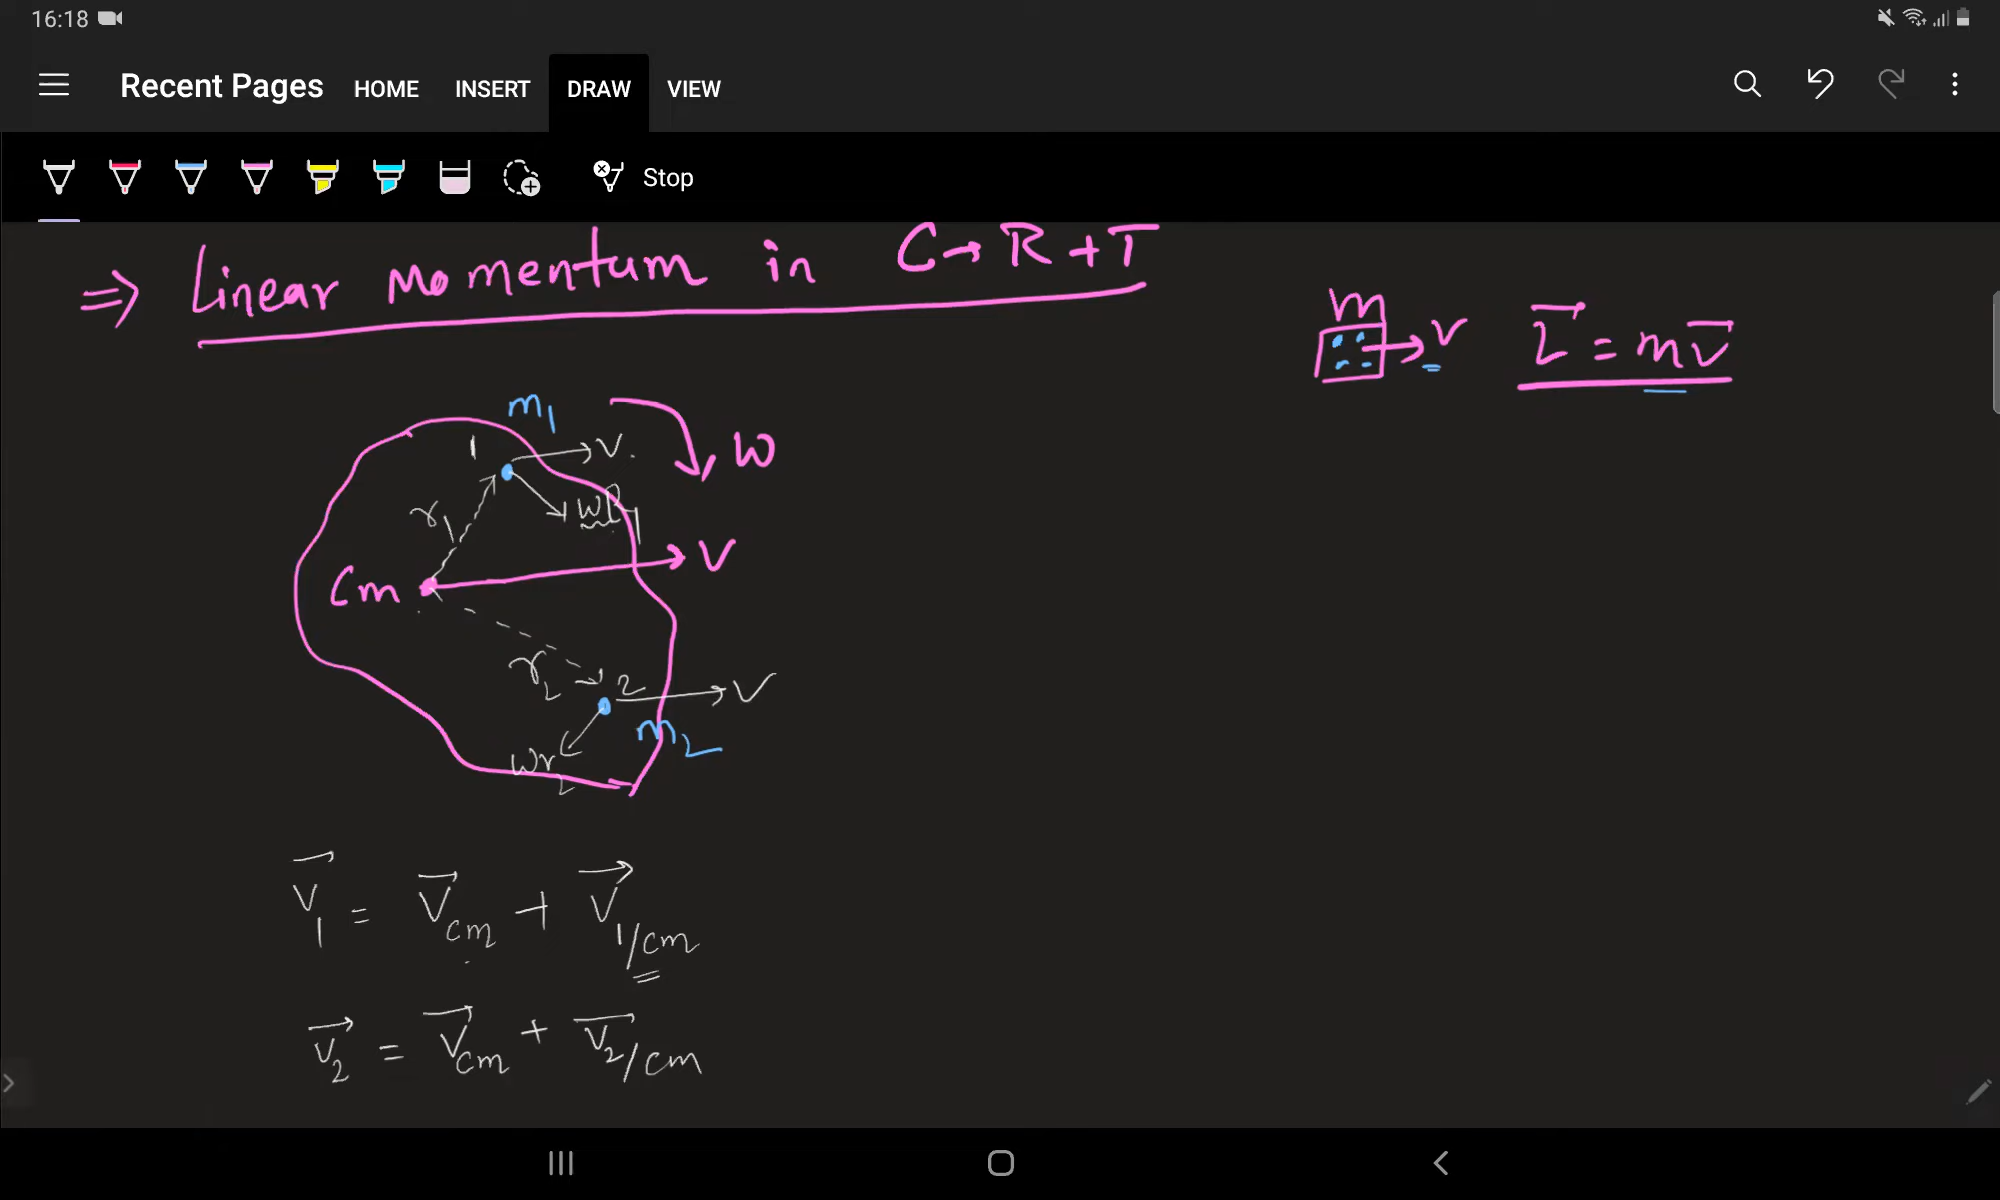 16:18
Recent Pages HOME INSERT DRAW VIEW
Stop
⇒ Linear Momentum in C→R+T
m
→v L⃗ = mv⃗
m₁
1 → v.
ω
r₁ ωR₁
Cm → v
r₂ 2 → v
m₂
ωr₂
v⃗₁ = v⃗cm + v⃗1/cm
v⃗₂ = v⃗cm + v⃗2/cm